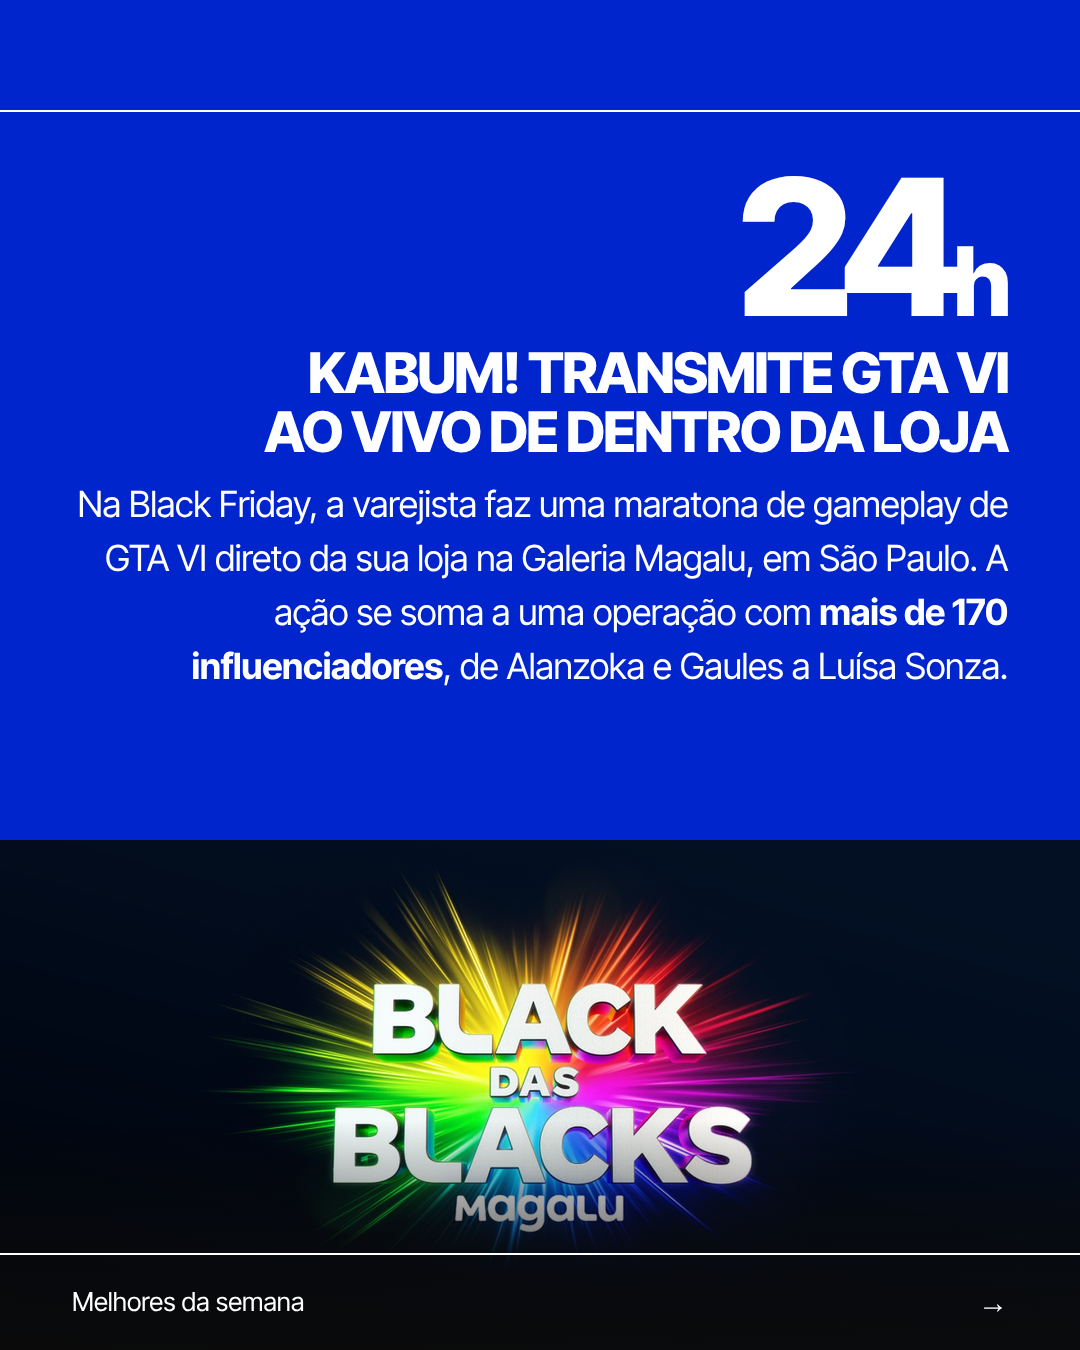 24h
KABUM! TRANSMITE GTA VI
AO VIVO DE DENTRO DA LOJA
Na Black Friday, a varejista faz uma maratona de gameplay de
GTA VI direto da sua loja na Galeria Magalu, em São Paulo. A
ação se soma a uma operação com mais de 170
influenciadores, de Alanzoka e Gaules a Luísa Sonza.
BLACK
DAS
BLACKS
Magalu
Melhores da semana →